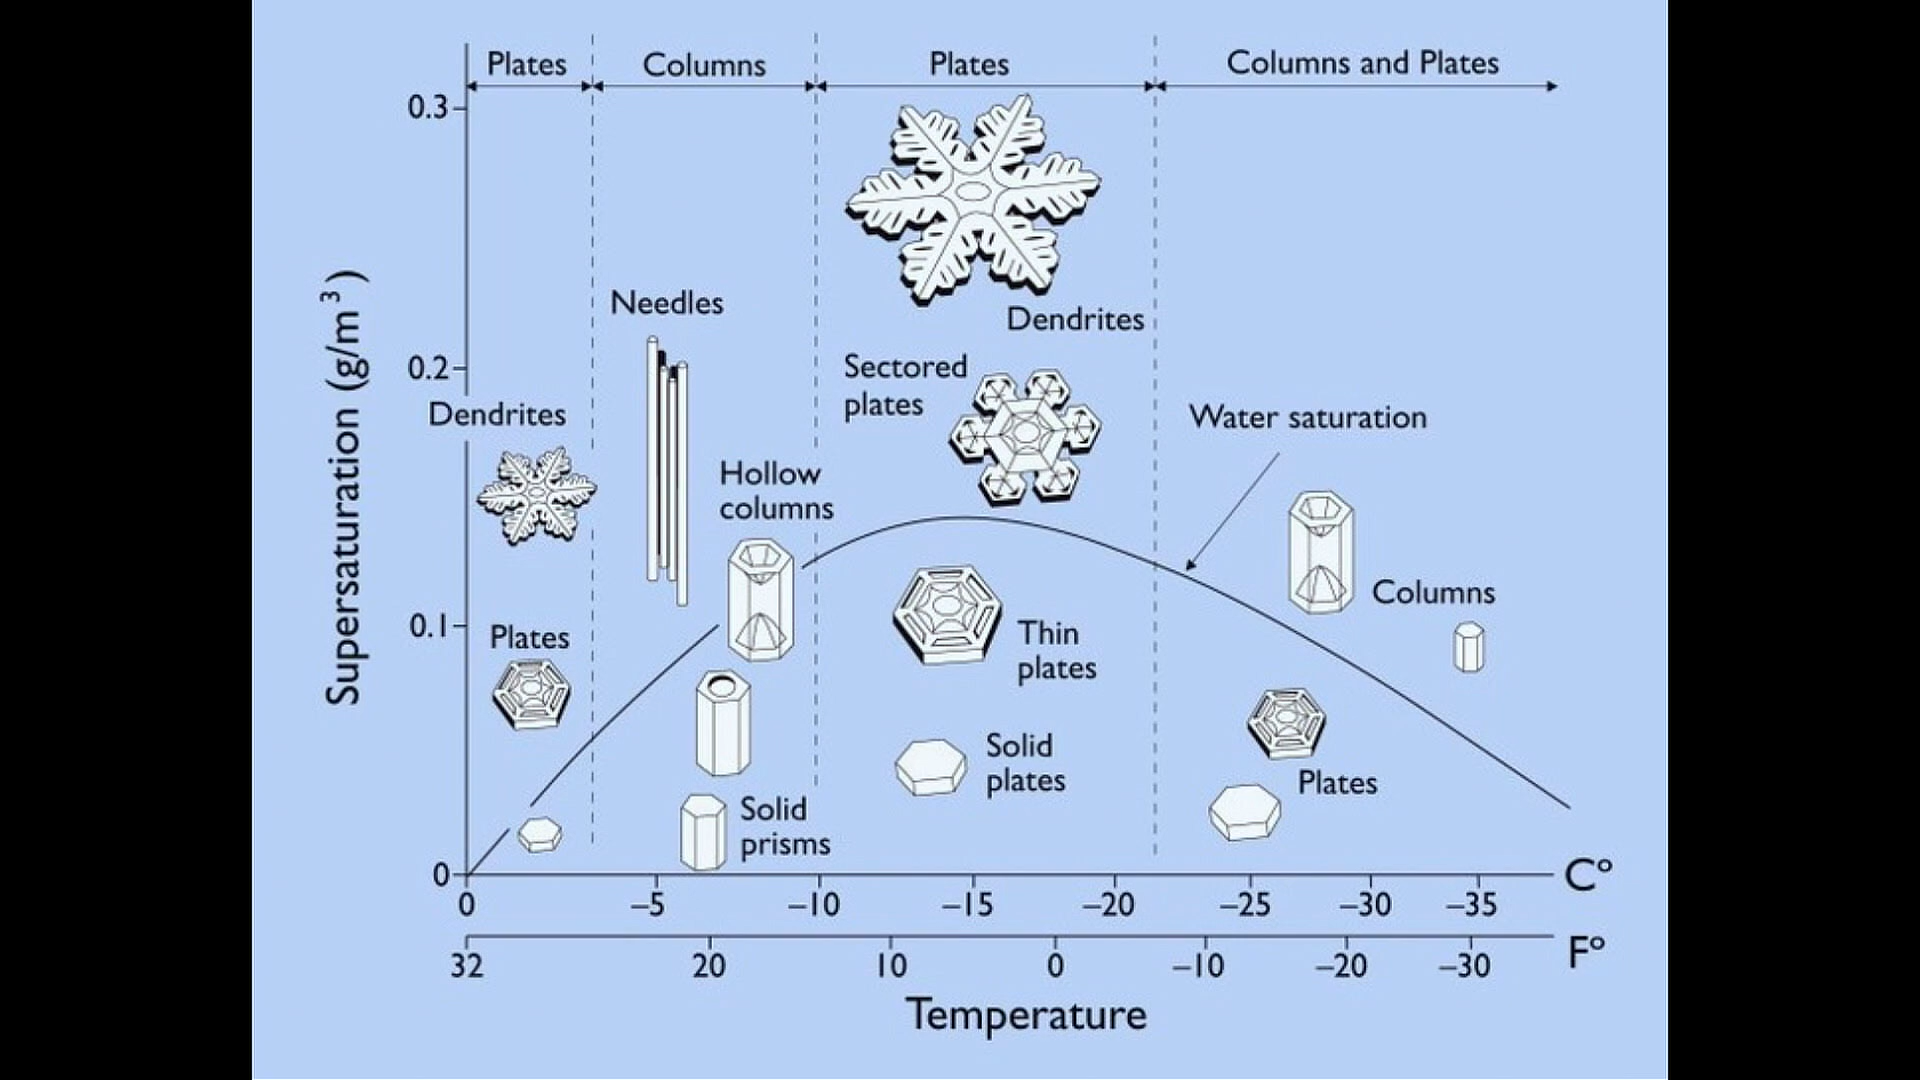 Plates
Columns
Plates
Columns and Plates
0.3
Needles
Dendrites
0.2
Sectored
plates
Dendrites
Water saturation
Supersaturation (g/m³)
Hollow
columns
Columns
0.1
Plates
Thin
plates
Solid
plates
Plates
Solid
prisms
0
0 –5 –10 –15 –20 –25 –30 –35 C°
32 20 10 0 –10 –20 –30 F°
Temperature